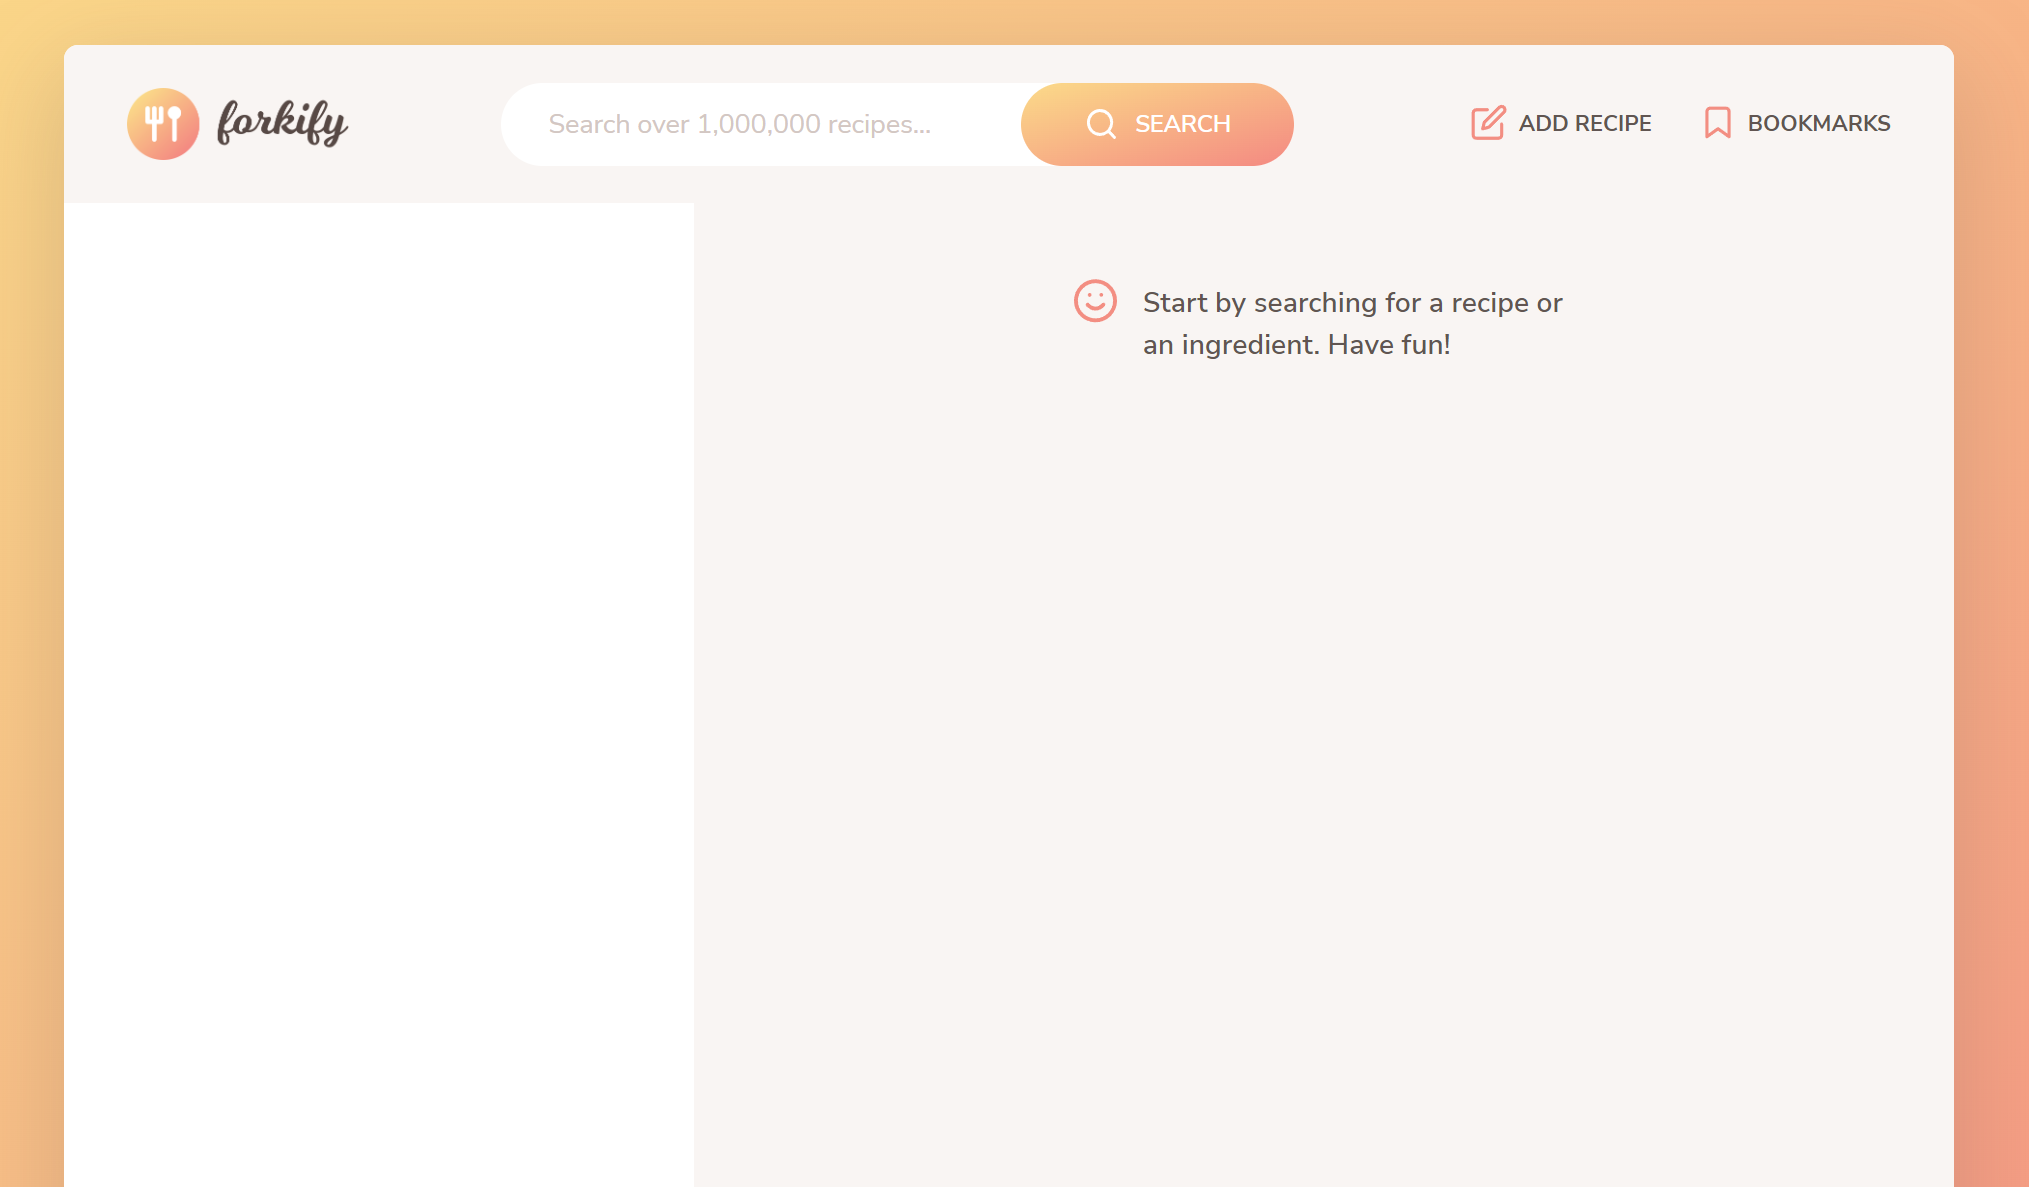 forkify
Search over 1,000,000 recipes...
SEARCH
ADD RECIPE
BOOKMARKS
Start by searching for a recipe or
an ingredient. Have fun!